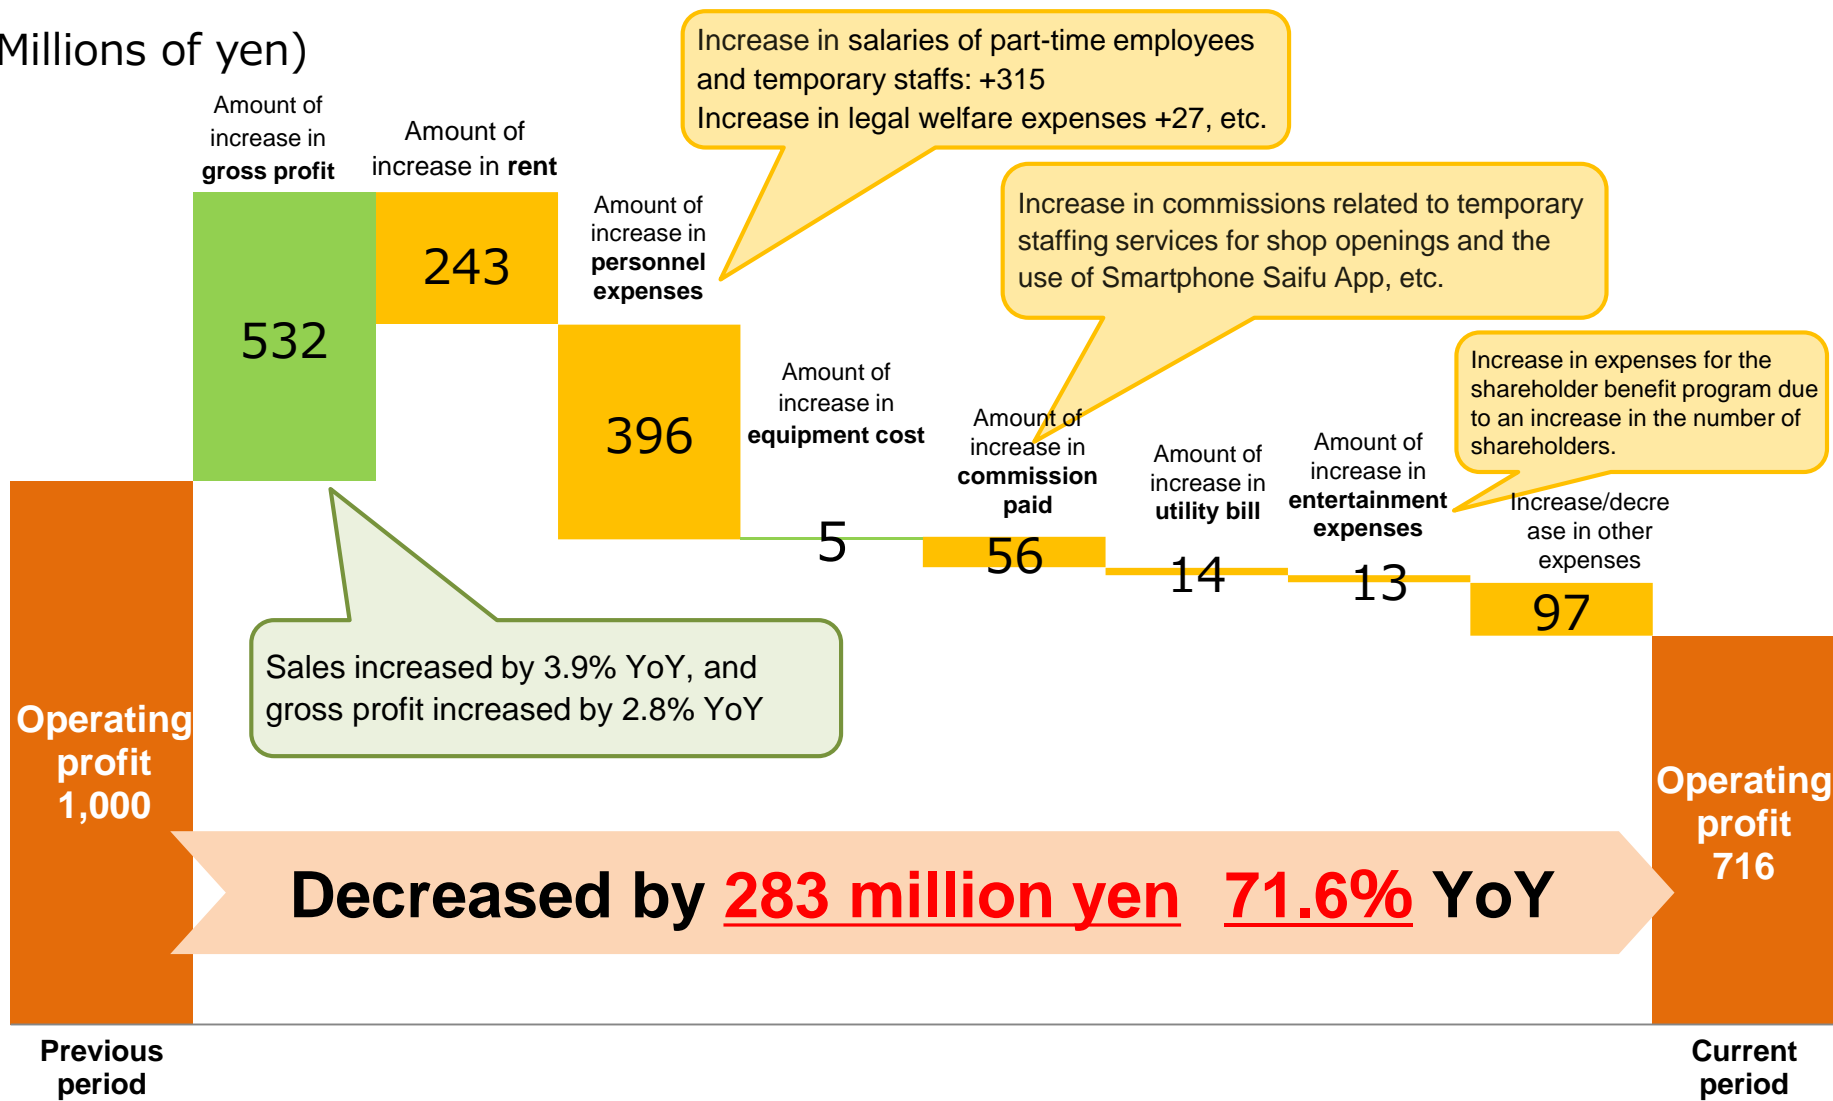 Millions of yen)
Amount of
increase in
gross profit
Amount of
increase in rent
Amount of
increase in
personnel
expenses
Increase in salaries of part-time employees
and temporary staffs: +315
Increase in legal welfare expenses +27, etc.
Increase in commissions related to temporary
staffing services for shop openings and the
use of Smartphone Saifu App, etc.
Increase in expenses for the
shareholder benefit program due
to an increase in the number of
shareholders.
Amount of
increase in
equipment cost
Amount of
increase in
commission
paid
Amount of
increase in
utility bill
Amount of
increase in
entertainment
expenses
Increase/decre
ase in other
expenses
532
243
396
5
56
14
13
97
Sales increased by 3.9% YoY, and
gross profit increased by 2.8% YoY
Operating
profit
1,000
Operating
profit
716
Decreased by 283 million yen 71.6% YoY
Previous
period
Current
period